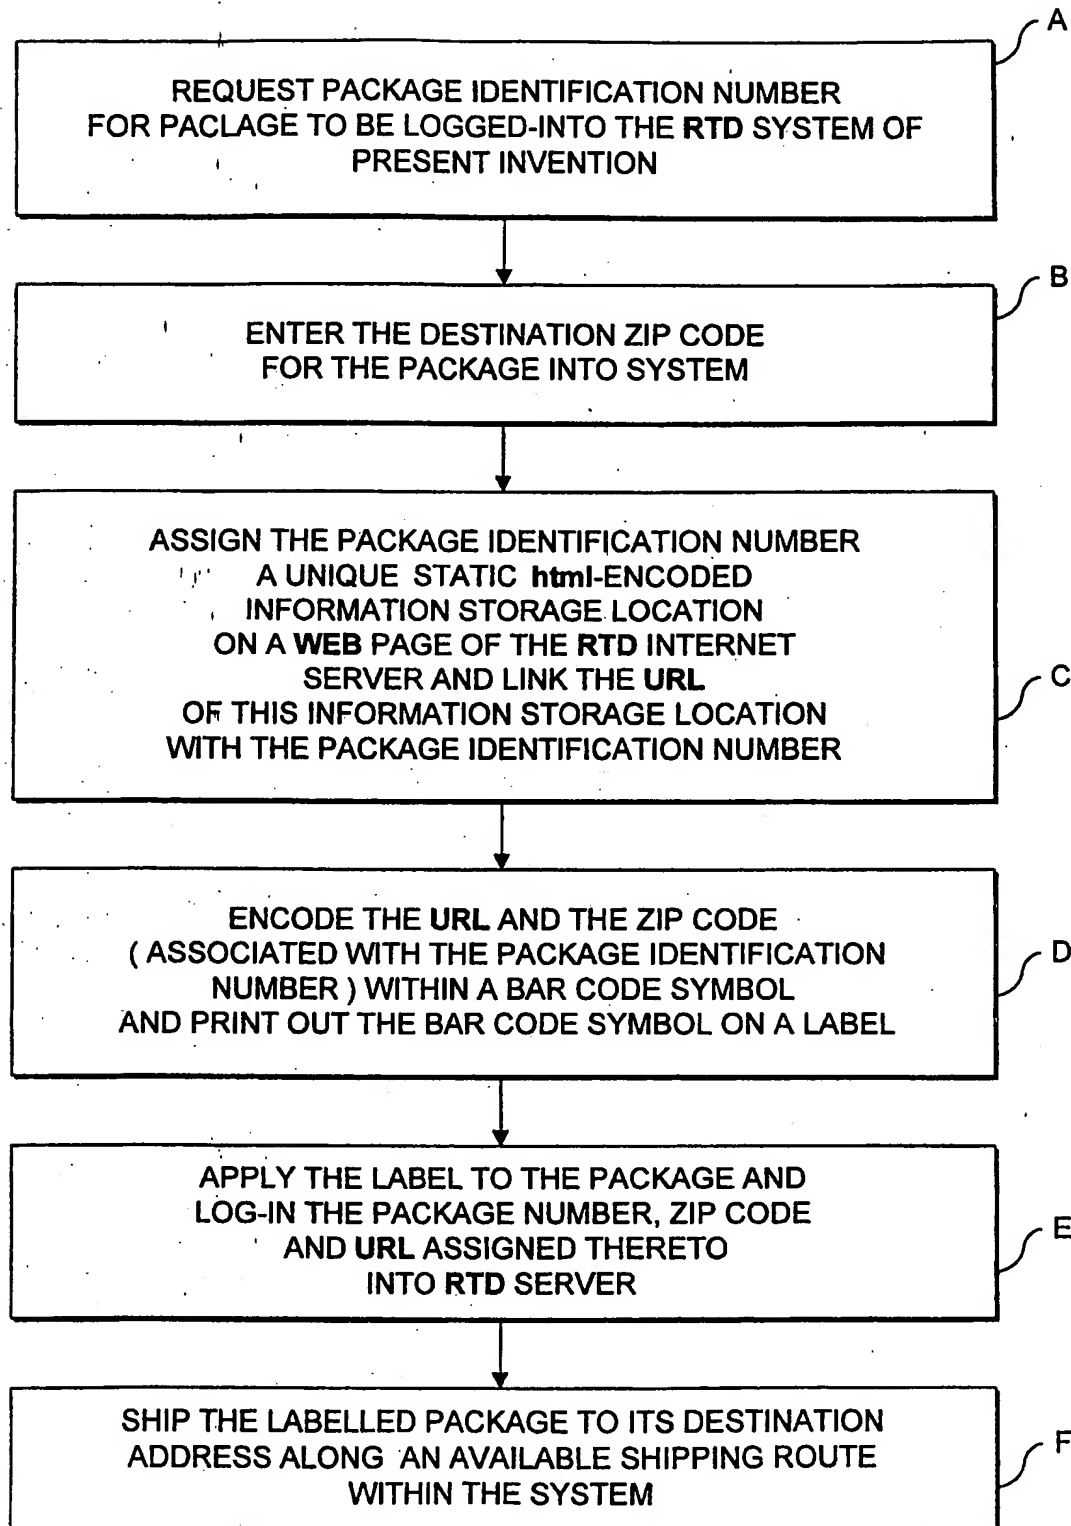 A
REQUEST PACKAGE IDENTIFICATION NUMBER
FOR PACLAGE TO BE LOGGED-INTO THE RTD SYSTEM OF
PRESENT INVENTION
B
ENTER THE DESTINATION ZIP CODE
FOR THE PACKAGE INTO SYSTEM
ASSIGN THE PACKAGE IDENTIFICATION NUMBER
A UNIQUE STATIC html-ENCODED
INFORMATION STORAGE LOCATION
ON A WEB PAGE OF THE RTD INTERNET
SERVER AND LINK THE URL
OF THIS INFORMATION STORAGE LOCATION
WITH THE PACKAGE IDENTIFICATION NUMBER
C
ENCODE THE URL AND THE ZIP CODE
( ASSOCIATED WITH THE PACKAGE IDENTIFICATION
NUMBER ) WITHIN A BAR CODE SYMBOL
AND PRINT OUT THE BAR CODE SYMBOL ON A LABEL
D
APPLY THE LABEL TO THE PACKAGE AND
LOG-IN THE PACKAGE NUMBER, ZIP CODE
AND URL ASSIGNED THERETO
INTO RTD SERVER
E
SHIP THE LABELLED PACKAGE TO ITS DESTINATION
ADDRESS ALONG AN AVAILABLE SHIPPING ROUTE
WITHIN THE SYSTEM
F